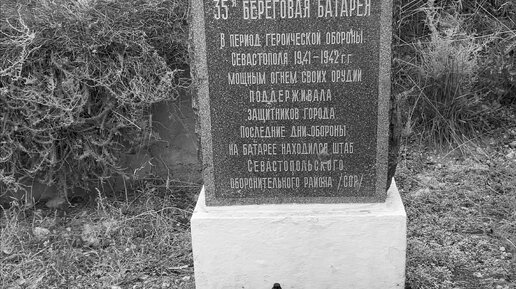 35я БЕРЕГОВАЯ БАТАРЕЯ
В ПЕРИОД ГЕРОИЧЕСКОЙ ОБОРОНЫ
СЕВАСТОПОЛЯ 1941-1942 г.г
МОЩНЫМ ОГНЕМ СВОИХ ОРУДИЙ
ПОДДЕРЖИВАЛА
ЗАЩИТНИКОВ ГОРОДА
ПОСЛЕДНИЕ ДНИ ОБОРОНЫ
НА БАТАРЕЕ НАХОДИЛСЯ ШТАБ
СЕВАСТОПОЛЬСКОГО
ОБОРОНИТЕЛЬНОГО РАЙОНА /СОР/